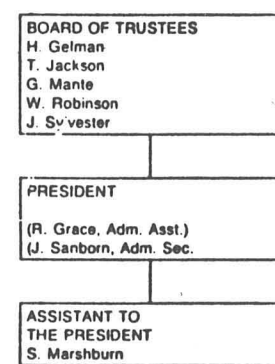 BOARD OF TRUSTEES
H. Gelman
T. Jackson
G. Mante
W. Robinson
J. Sylvester
PRESIDENT
(R. Grace, Adm. Asst.)
(J. Sanborn, Adm. Sec.
ASSISTANT TO
THE PRESIDENT
S. Marshburn